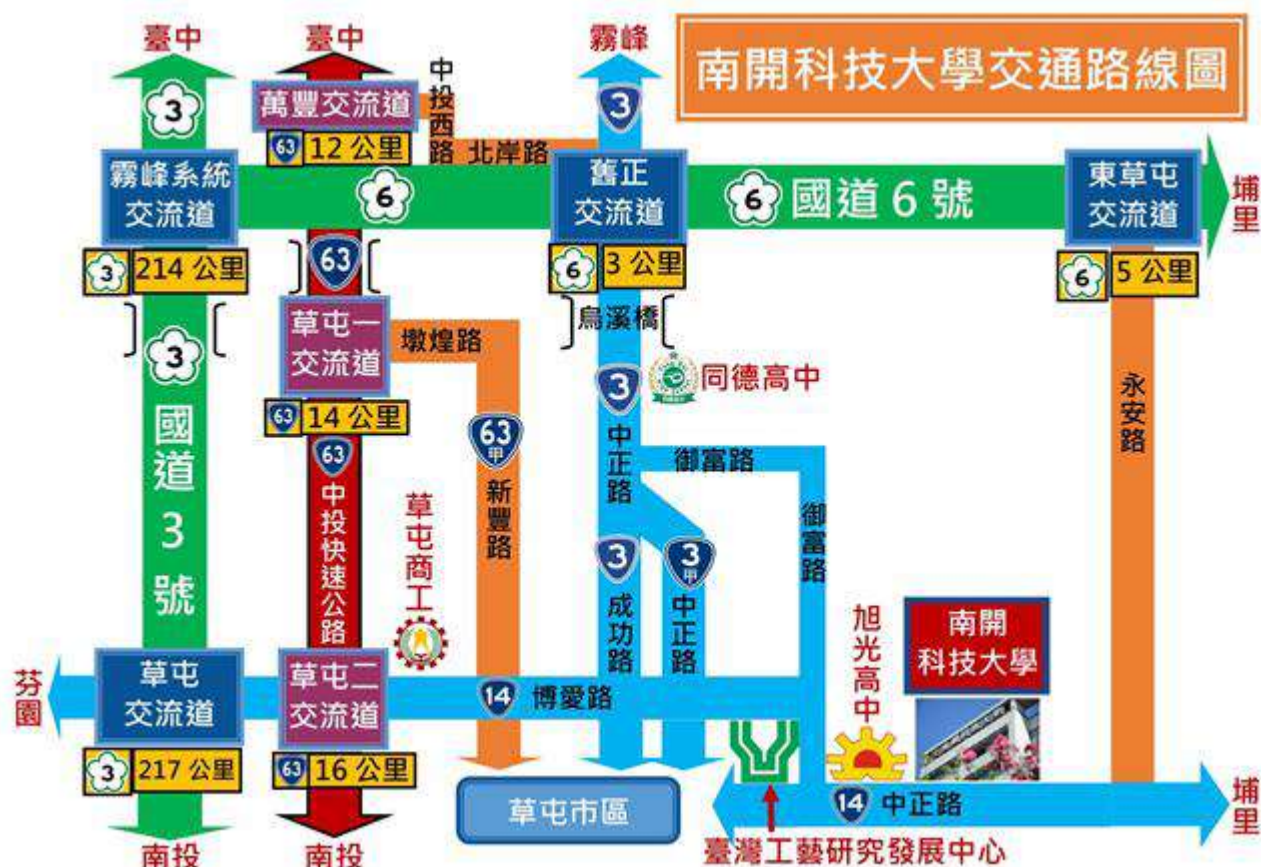 南開科技大學交通路線圖
臺中
臺中
霧峰
3
萬豐交流道
63
12 公里
中投西路
北岸路
3
霧峰系統
交流道
6
舊正
交流道
6
國道 6 號
東草屯
交流道
埔里
3
214 公里
63
6
3 公里
6
5 公里
3
草屯一
交流道
墩煌路
烏溪橋
同德高中
永安路
63
14 公里
3
63甲
中正路
御富路
國道3號
63
中投快速公路
草屯商工
新豐路
御富路
3
成功路
3甲
中正路
旭光高中
南開
科技大學
芬園
草屯
交流道
草屯二
交流道
14
博愛路
3
217 公里
63
16 公里
草屯市區
14
中正路
埔里
南投
南投
臺灣工藝研究發展中心